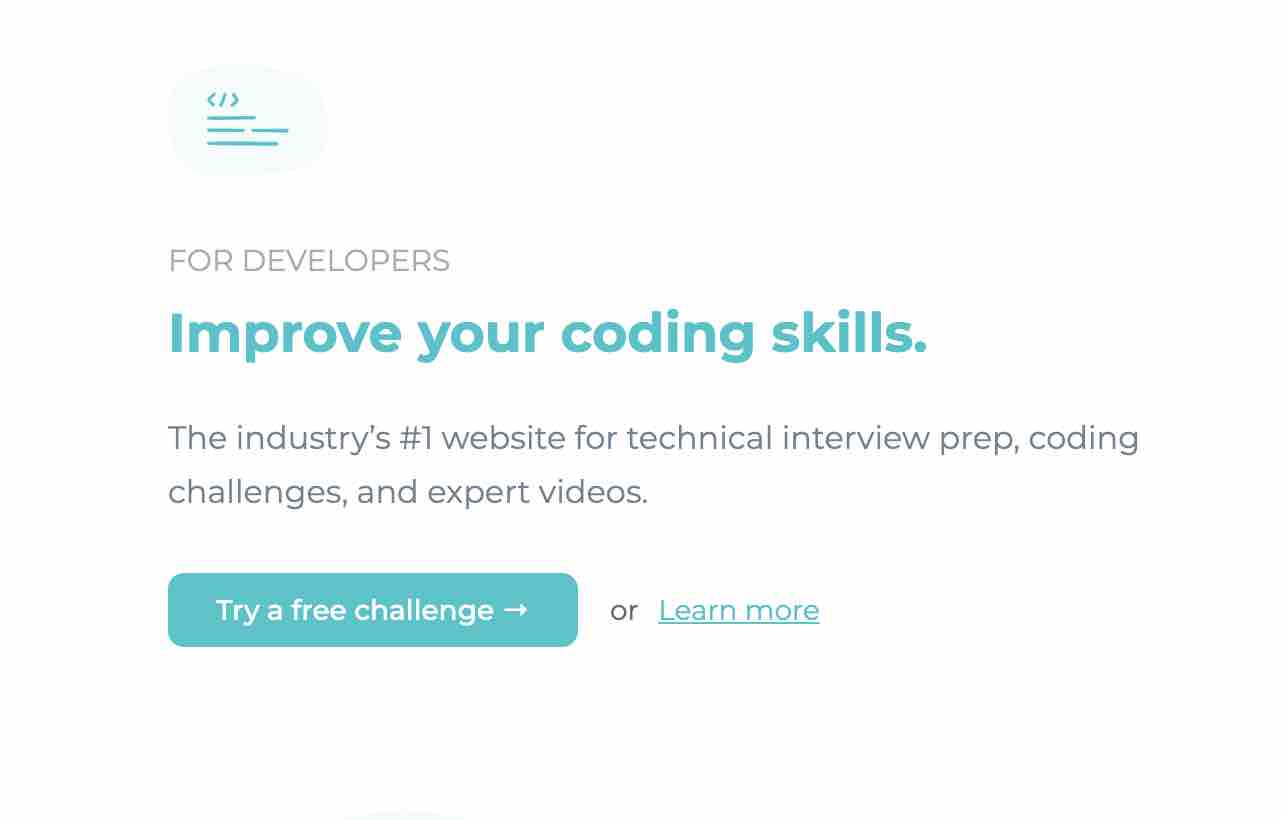 </>
FOR DEVELOPERS
Improve your coding skills.
The industry’s #1 website for technical interview prep, coding
challenges, and expert videos.
Try a free challenge → or Learn more